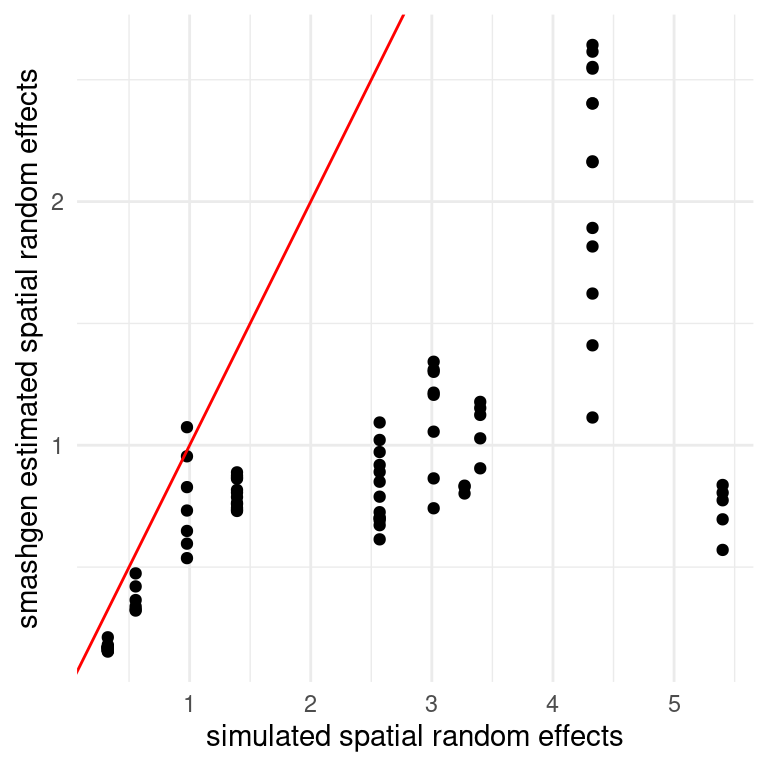 smashgen estimated spatial random effects
2
1
1 2 3 4 5
simulated spatial random effects